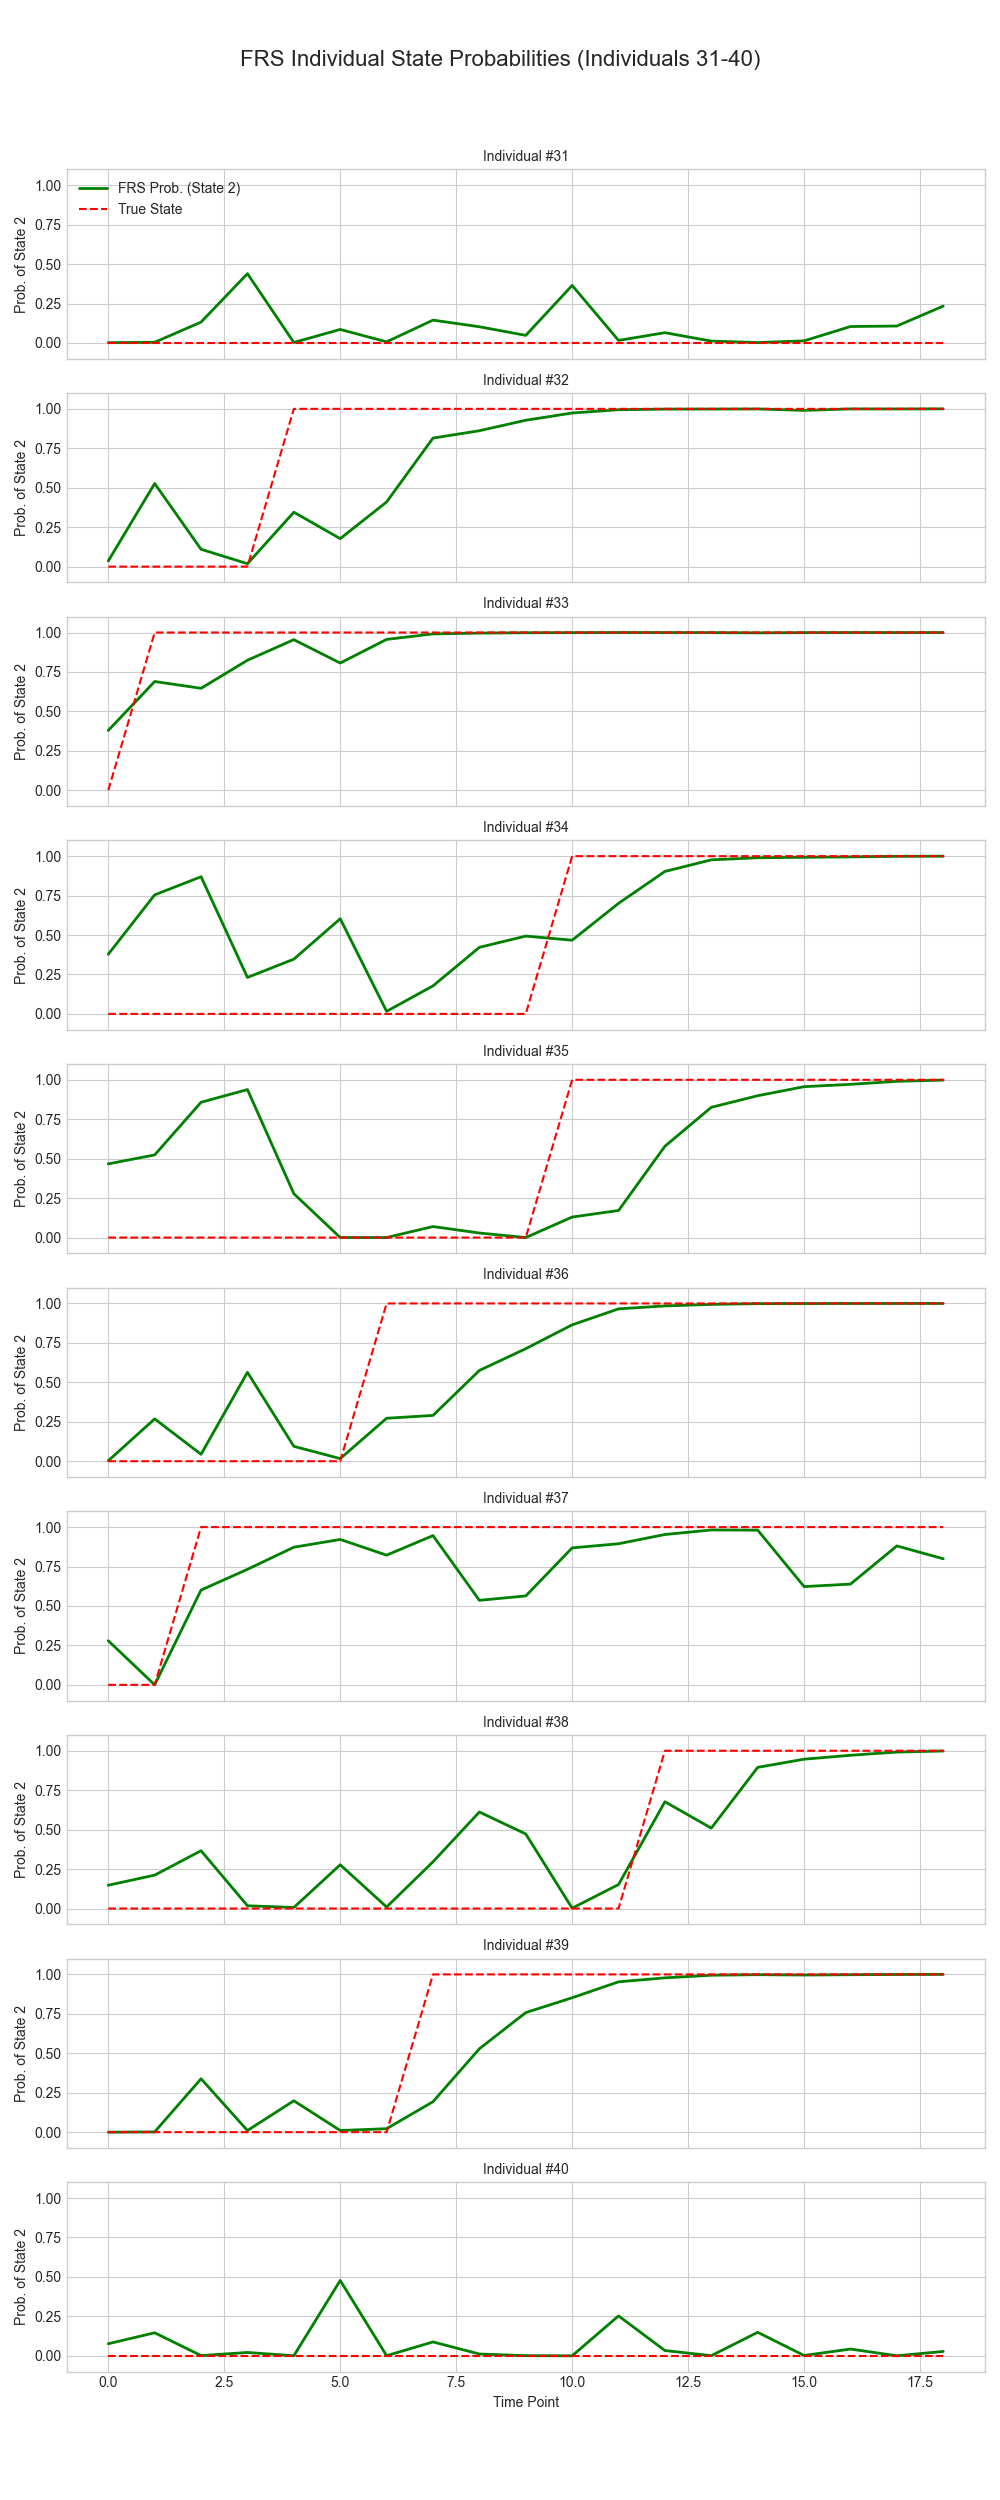 FRS Individual State Probabilities (Individuals 31-40)
Individual #31
FRS Prob. (State 2)
True State
Prob. of State 2
1.00
0.75
0.50
0.25
0.00
Individual #32
Prob. of State 2
1.00
0.75
0.50
0.25
0.00
Individual #33
Prob. of State 2
1.00
0.75
0.50
0.25
0.00
Individual #34
Prob. of State 2
1.00
0.75
0.50
0.25
0.00
Individual #35
Prob. of State 2
1.00
0.75
0.50
0.25
0.00
Individual #36
Prob. of State 2
1.00
0.75
0.50
0.25
0.00
Individual #37
Prob. of State 2
1.00
0.75
0.50
0.25
0.00
Individual #38
Prob. of State 2
1.00
0.75
0.50
0.25
0.00
Individual #39
Prob. of State 2
1.00
0.75
0.50
0.25
0.00
Individual #40
Prob. of State 2
1.00
0.75
0.50
0.25
0.00
0.0 2.5 5.0 7.5 10.0 12.5 15.0 17.5
Time Point